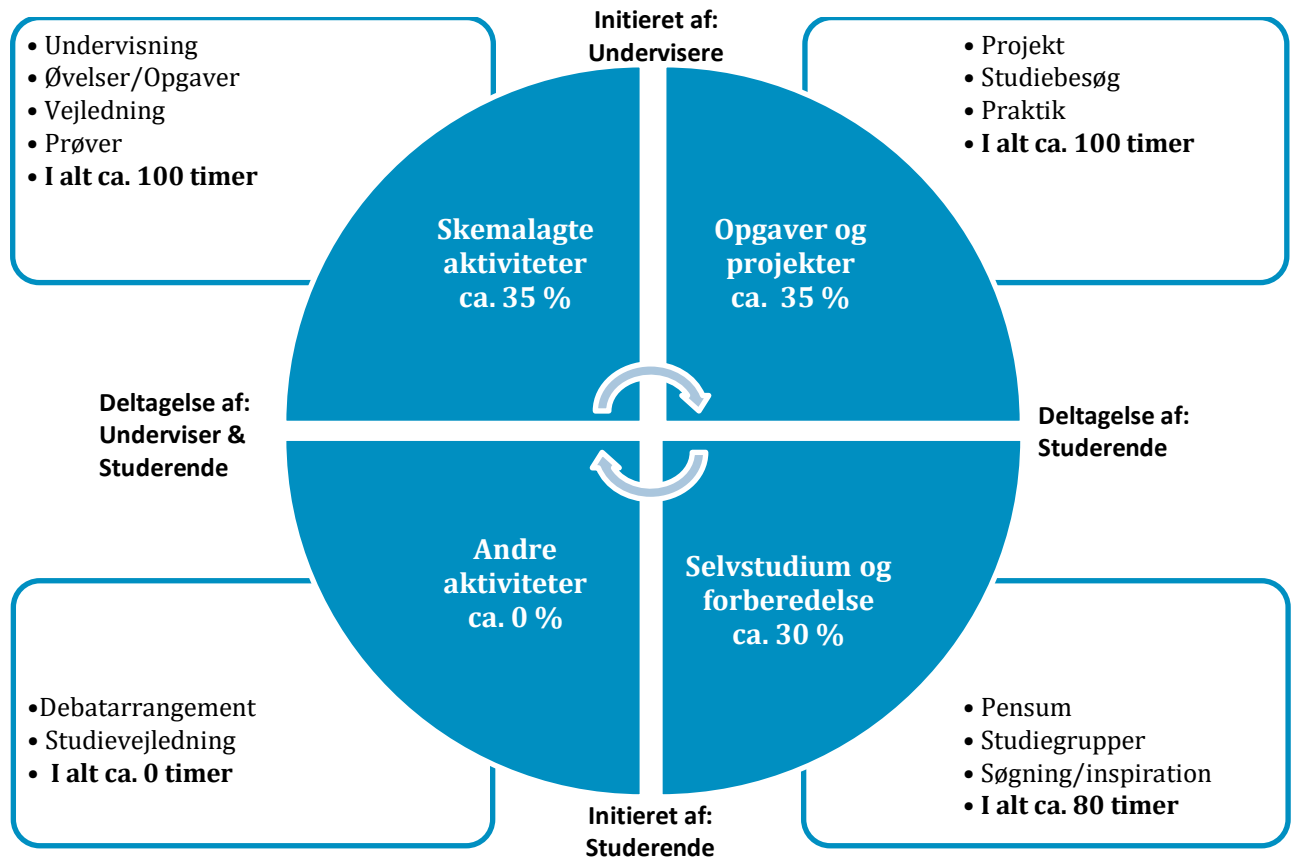 Initieret af:
Undervisere
• Undervisning
• Øvelser/Opgaver
• Vejledning
• Prøver
• I alt ca. 100 timer
• Projekt
• Studiebesøg
• Praktik
• I alt ca. 100 timer
Skemalagte
aktiviteter
ca. 35 %
Opgaver og
projekter
ca. 35 %
Deltagelse af:
Underviser &
Studerende
Deltagelse af:
Studerende
Andre
aktiviteter
ca. 0 %
Selvstudium og
forberedelse
ca. 30 %
•Debatarrangement
• Studievejledning
• I alt ca. 0 timer
• Pensum
• Studiegrupper
• Søgning/inspiration
• I alt ca. 80 timer
Initieret af:
Studerende